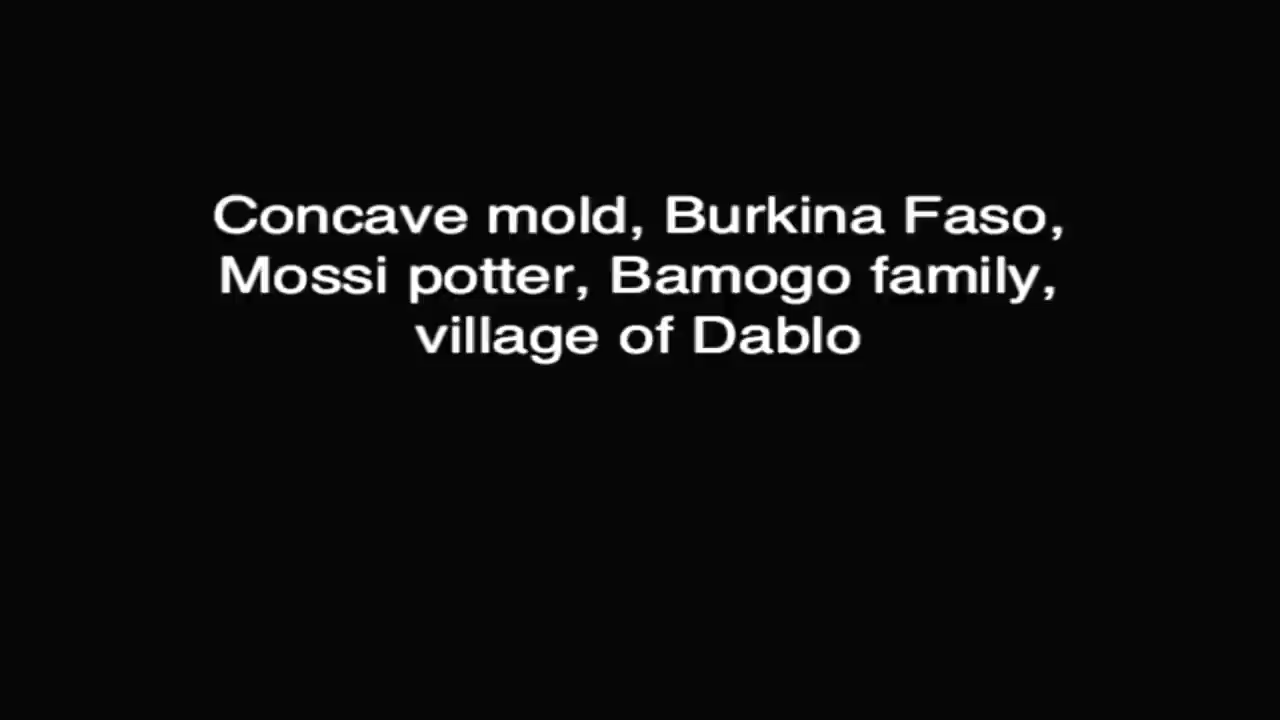 Concave mold, Burkina Faso,
Mossi potter, Bamogo family,
village of Dablo